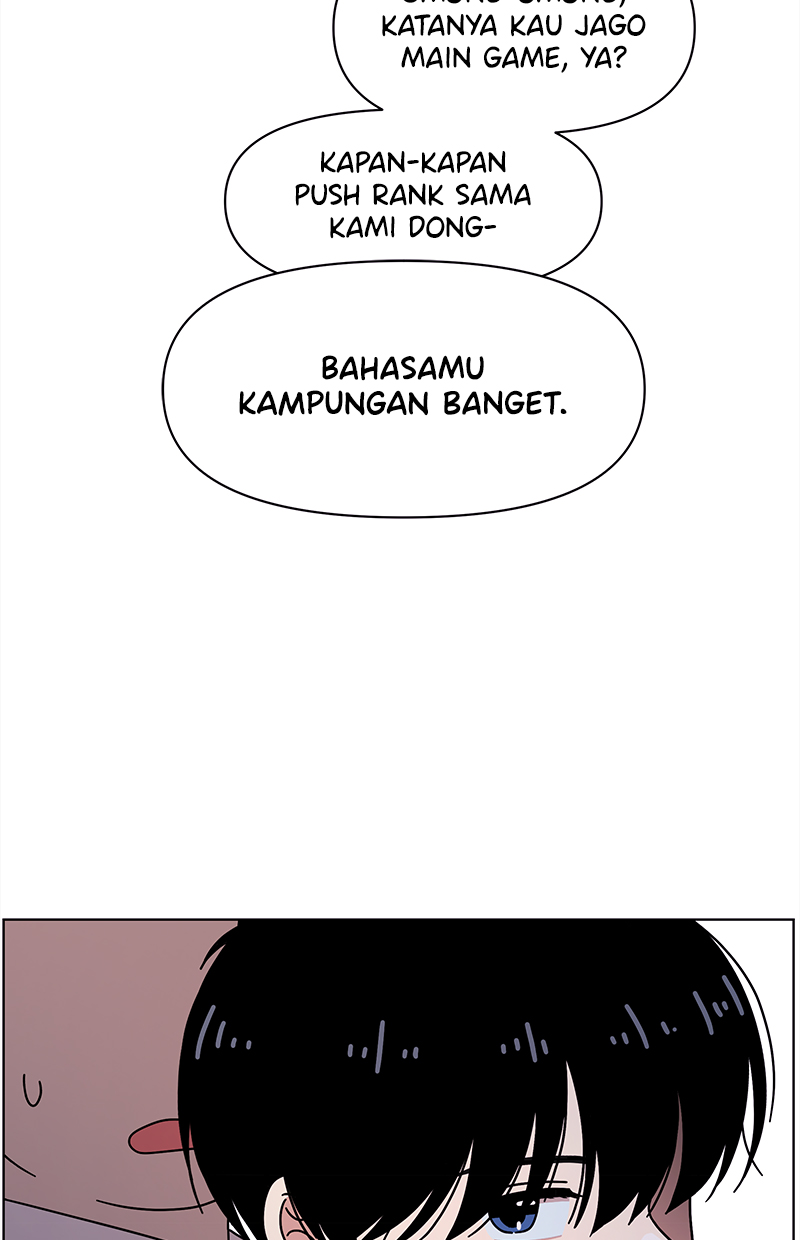 KATANYA KAU JAGO
MAIN GAME, YA?
KAPAN-KAPAN
PUSH RANK SAMA
KAMI DONG-
BAHASAMU
KAMPUNGAN BANGET.